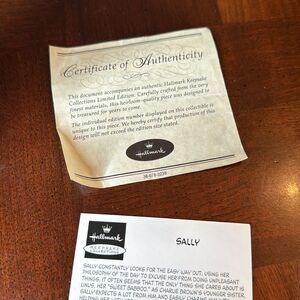 Certificate of Authenticity
This document accompanies an authentic Hallmark Keepsake
Collections Limited Edition. Carefully crafted from the very
finest materials, this heirloom-quality piece was designed to
be treasured for years to come.
The individual edition number displayed on this collectible is
unique to this piece. We hereby certify that production of this
design will not exceed the edition size stated.
Hallmark
Hallmark
KEEPSAKE
COLLECTIONS
SALLY
SALLY CONSTANTLY LOOKS FOR THE EASY WAY OUT, USING HER
PHILOSOPHY OF THE DAY TO EXCUSE HER FROM DOING ANYTHING UNPLEASANT
IT OFTEN SEEMS THAT THE ONLY THING SHE CARES ABOUT IS
LINUS, HER "SWEET BABBOO." AS CHARLIE BROWN'S YOUNGER SISTER,
SALLY EXPECTS A LOT FROM HIM AND EASILY